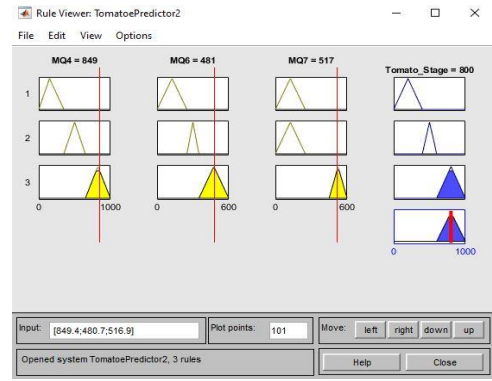 Rule Viewer: TomatoePredictor2
File Edit View Options
MQ4 = 849 MQ6 = 481 MQ7 = 517 Tomato_Stage = 800
1
2
3
0 1000 0 600 0 600
0 1000
Input: [849.4;480.7;516.9] Plot points: 101 Move: left right down up
Opened system TomatoePredictor2, 3 rules Help Close